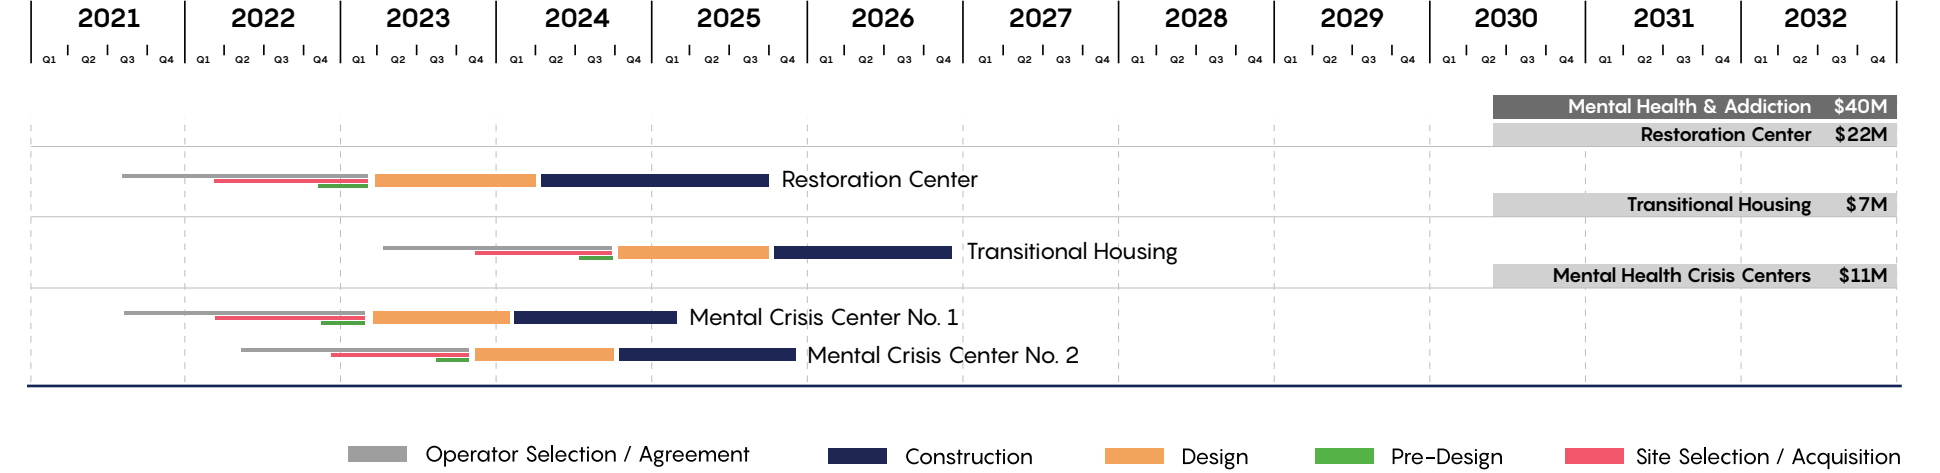 2021 2022 2023 2024 2025 2026 2027 2028 2029 2030 2031 2032
Q1 Q2 Q3 Q4 Q1 Q2 Q3 Q4 Q1 Q2 Q3 Q4 Q1 Q2 Q3 Q4 Q1 Q2 Q3 Q4 Q1 Q2 Q3 Q4 Q1 Q2 Q3 Q4 Q1 Q2 Q3 Q4 Q1 Q2 Q3 Q4 Q1 Q2 Q3 Q4 Q1 Q2 Q3 Q4 Q1 Q2 Q3 Q4
Mental Health & Addiction $40M
Restoration Center $22M
Restoration Center
Transitional Housing $7M
Transitional Housing
Mental Health Crisis Centers $11M
Mental Crisis Center No. 1
Mental Crisis Center No. 2
Operator Selection / Agreement Construction Design Pre-Design Site Selection / Acquisition